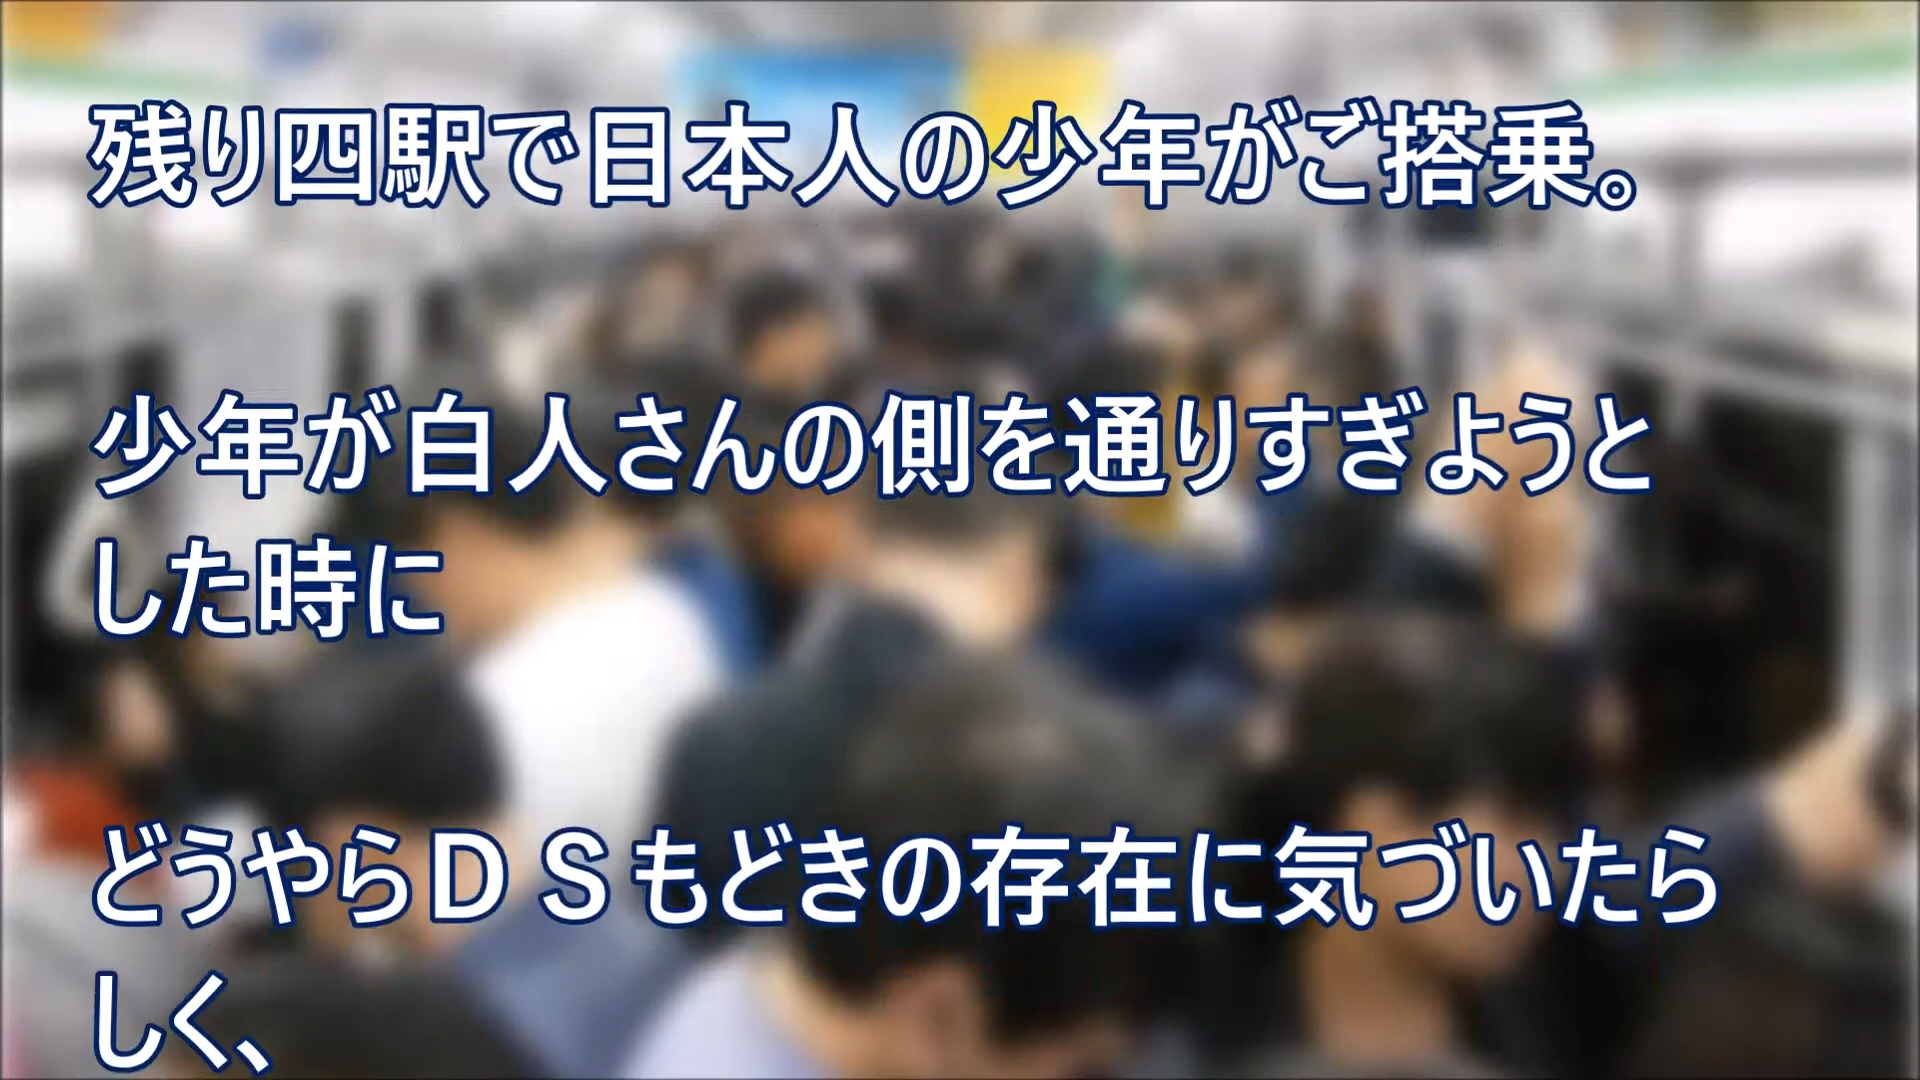 残り四駅で日本人の少年がご搭乗。
少年が白人さんの側を通りすぎようと
した時に
どうやらＤＳもどきの存在に気づいたら
しく、